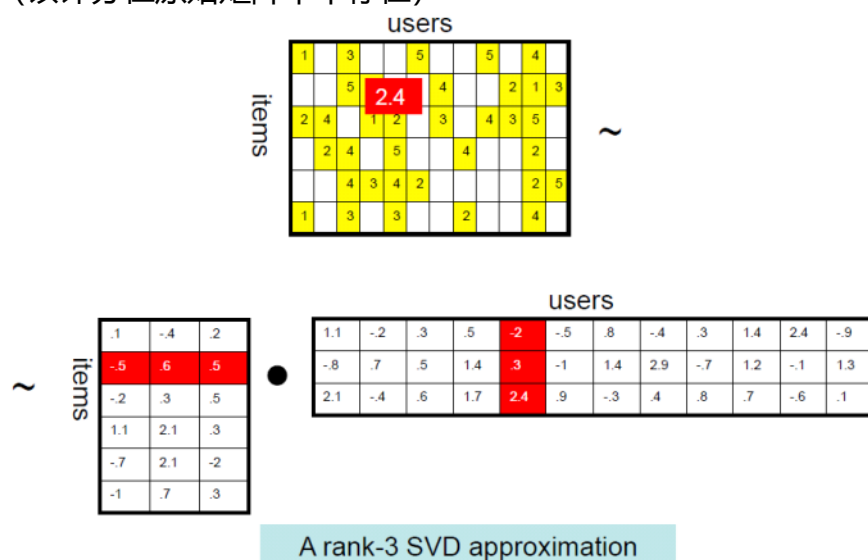 users
1 3 5 5 4
5 2.4 4 2 1 3
items
2 4 1 2 3 4 3 5
~
2 4 5 4 2
4 3 4 2 2 5
1 3 3 2 4
~
items
.1 -.4 .2
-.5 .6 .5
-.2 .3 .5
1.1 2.1 .3
-.7 2.1 -2
-1 .7 .3
●
users
1.1 -.2 .3 .5 -2 -.5 .8 -.4 .3 1.4 2.4 -.9
-.8 .7 .5 1.4 .3 -1 1.4 2.9 -.7 1.2 -.1 1.3
2.1 -.4 .6 1.7 2.4 .9 -.3 .4 .8 .7 -.6 .1
A rank-3 SVD approximation